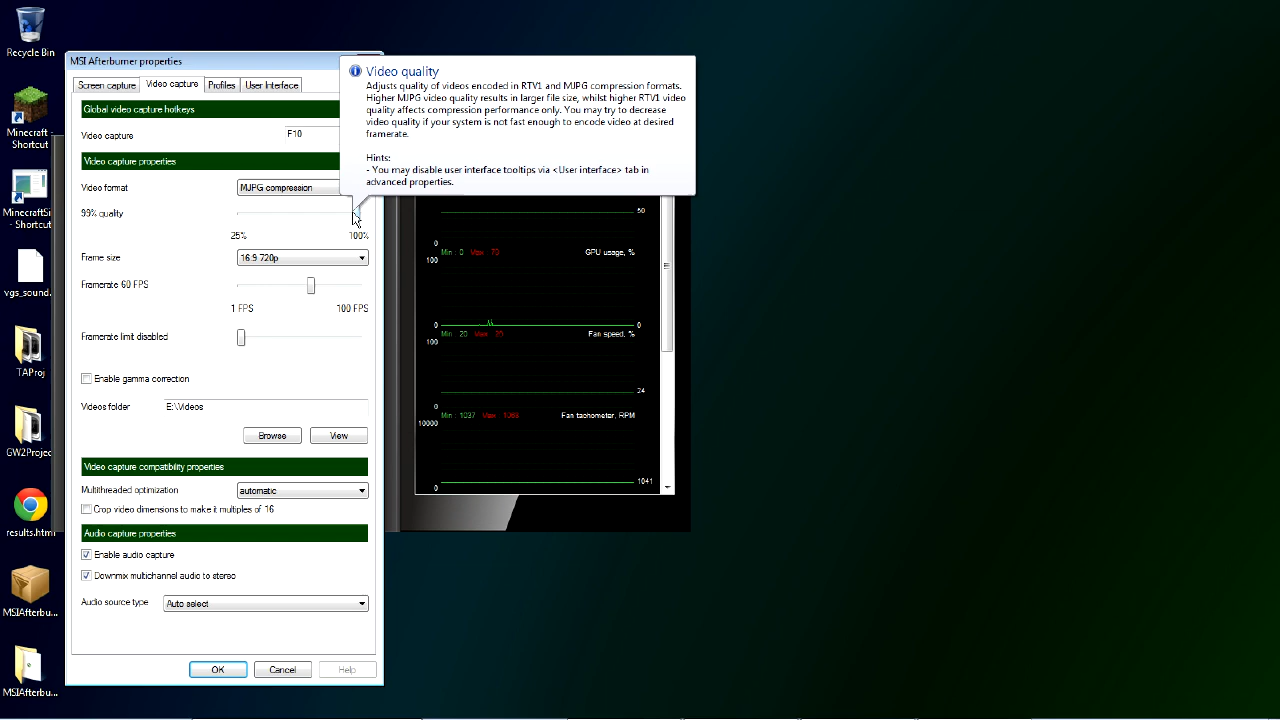 Recycle Bin
Minecraft - Shortcut
MinecraftSi... - Shortcut
vgs_sound...
TAProj
GW2Projec
results.html
MSIAfterbu...
MSIAfterbu...
MSI Afterburner properties
Screen capture
Video capture
Profiles
User Interface
Global video capture hotkeys
Video capture
F10
Video capture properties
Video format
MJPG compression
99% quality
25%
100%
Frame size
16:9 720p
Framerate 60 FPS
1 FPS
100 FPS
Framerate limit disabled
Enable gamma correction
Videos folder
E:\Videos
Browse
View
Video capture compatibility properties
Multithreaded optimization
automatic
Crop video dimensions to make it multiples of 16
Audio capture properties
Enable audio capture
Downmix multichannel audio to stereo
Audio source type
Auto select
OK
Cancel
Help
Video quality
Adjusts quality of videos encoded in RTV1 and MJPG compression formats.
Higher MJPG video quality results in larger file size, whilst higher RTV1 video
quality affects compression performance only. You may try to decrease
video quality if your system is not fast enough to encode video at desired
framerate.
Hints:
- You may disable user interface tooltips via <User interface> tab in
advanced properties.
0
Min : 0
GPU usage, %
100
0
0
Min : 20
Fan speed, %
100
24
0
Min : 1037
Fan tachometer, RPM
10000
1041
0